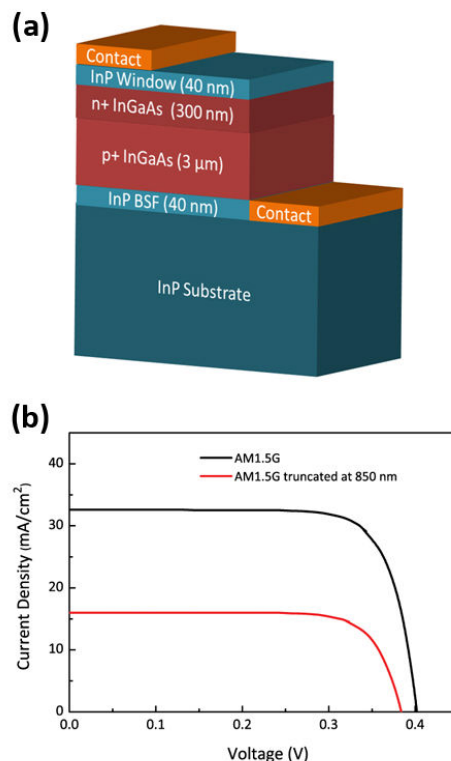 (a)
Contact
InP Window (40 nm)
n+ InGaAs (300 nm)
p+ InGaAs (3 µm)
InP BSF (40 nm)
Contact
InP Substrate
(b)
AM1.5G
AM1.5G truncated at 850 nm
40
30
20
10
0
Current Density (mA/cm²)
0.0
0.1
0.2
0.3
0.4
Voltage (V)